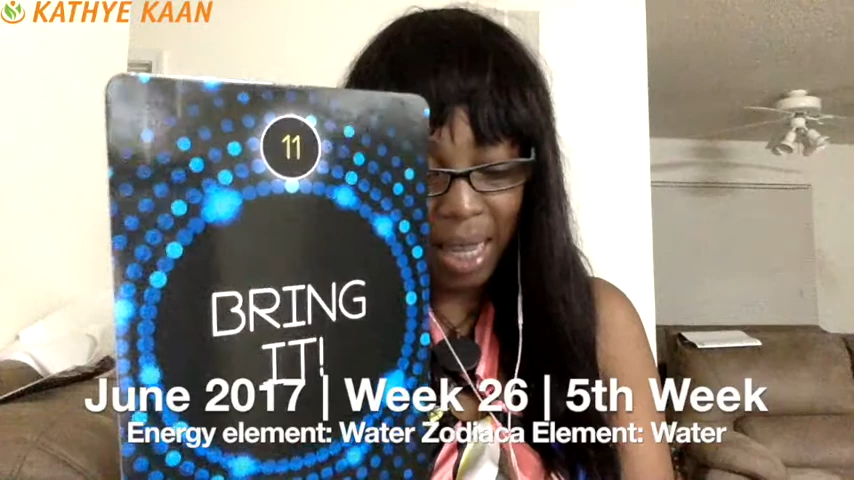 KATHYE KAAN
11
BRING
IT!
June 2017 | Week 26 | 5th Week
Energy element: Water Zodiaca Element: Water